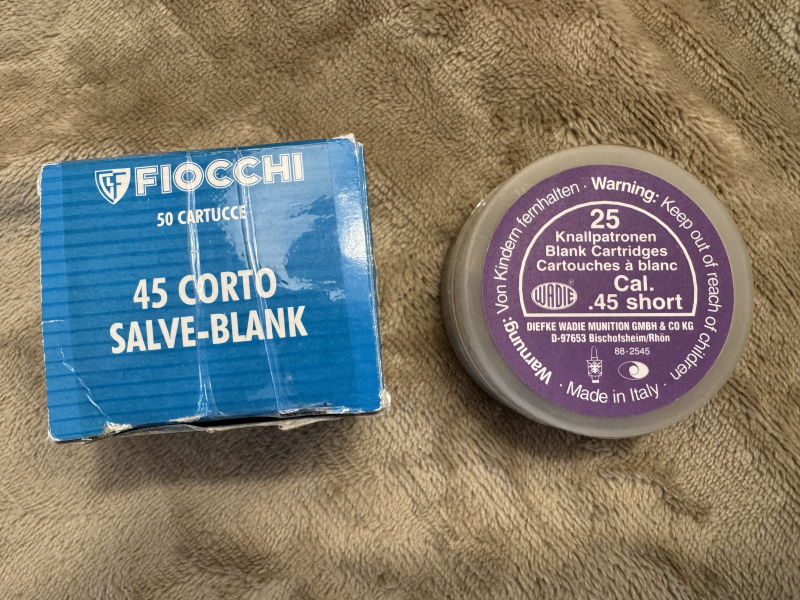 FIOCCHI
50 CARTUCCE
45 CORTO
SALVE-BLANK
Warnung: Von Kindern fernhalten · Warning: Keep out of reach of children
· Made in Italy ·
25
Knallpatronen
Blank Cartridges
Cartouches à blanc
Cal.
.45 short
WADIE
DIEFKE WADIE MUNITION GMBH & CO KG
D-97653 Bischofsheim/Rhön
88-2545